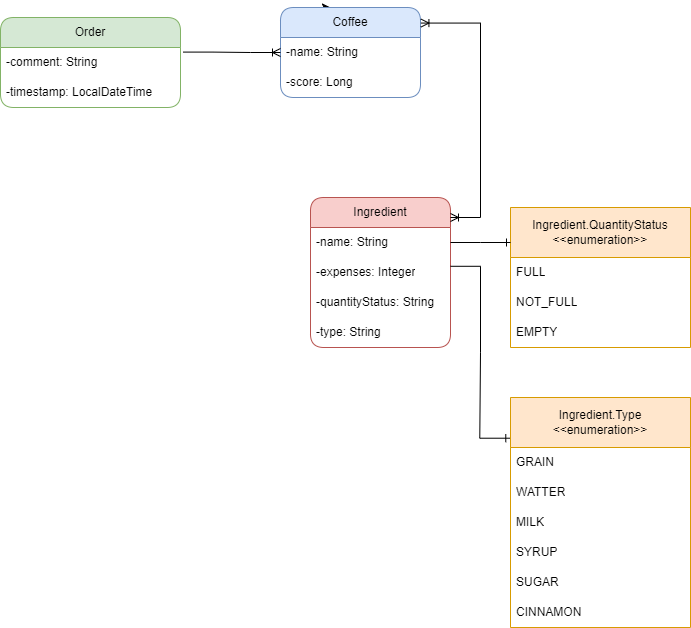 Order
-comment: String
-timestamp: LocalDateTime
Coffee
-name: String
-score: Long
Ingredient
-name: String
-expenses: Integer
-quantityStatus: String
-type: String
Ingredient.QuantityStatus
<<enumeration>>
FULL
NOT_FULL
EMPTY
Ingredient.Type
<<enumeration>>
GRAIN
WATTER
MILK
SYRUP
SUGAR
CINNAMON